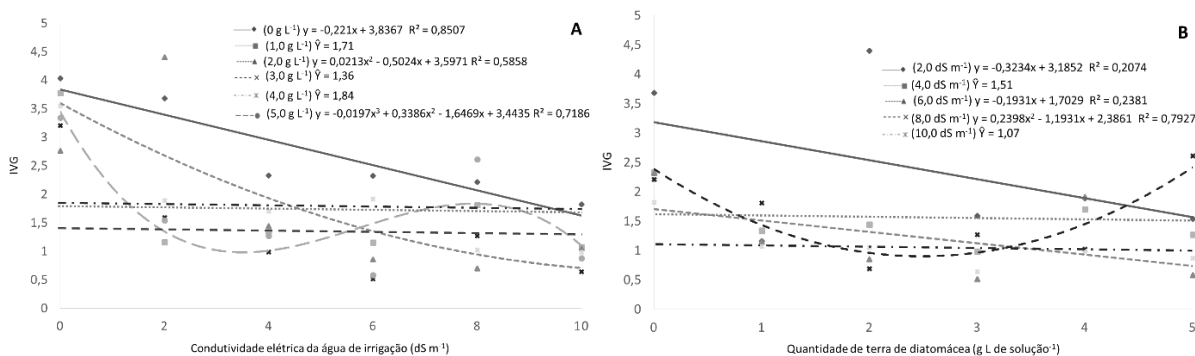 A
(0 g L⁻¹) y = -0,221x + 3,8367 R² = 0,8507
(1,0 g L⁻¹) Ŷ = 1,71
(2,0 g L⁻¹) y = 0,0213x² - 0,5024x + 3,5971 R² = 0,5858
(3,0 g L⁻¹) Ŷ = 1,36
(4,0 g L⁻¹) Ŷ = 1,84
(5,0 g L⁻¹) y = -0,0197x³ + 0,3386x² - 1,6469x + 3,4435 R² = 0,7186
IVG
5
4,5
4
3,5
3
2,5
2
1,5
1
0,5
0
0 2 4 6 8 10
Condutividade elétrica da água de irrigação (dS m⁻¹)
B
(2,0 dS m⁻¹) y = -0,3234x + 3,1852 R² = 0,2074
(4,0 dS m⁻¹) Ŷ = 1,51
(6,0 dS m⁻¹) y = -0,1931x + 1,7029 R² = 0,2381
(8,0 dS m⁻¹) y = 0,2398x² - 1,1931x + 2,3861 R² = 0,7927
(10,0 dS m⁻¹) Ŷ = 1,07
IVG
5
4,5
4
3,5
3
2,5
2
1,5
1
0,5
0
0 1 2 3 4 5
Quantidade de terra de diatomácea (g L de solução⁻¹)